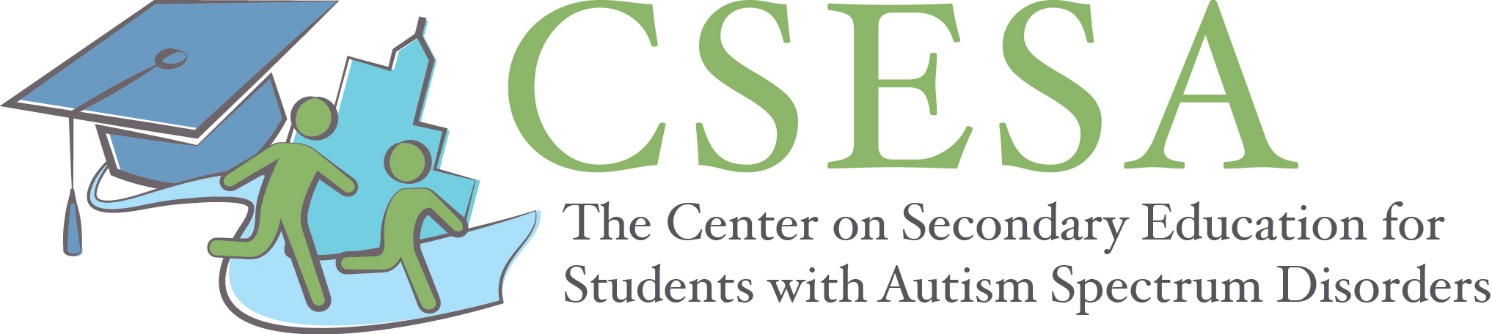 CSESA
The Center on Secondary Education for
Students with Autism Spectrum Disorders